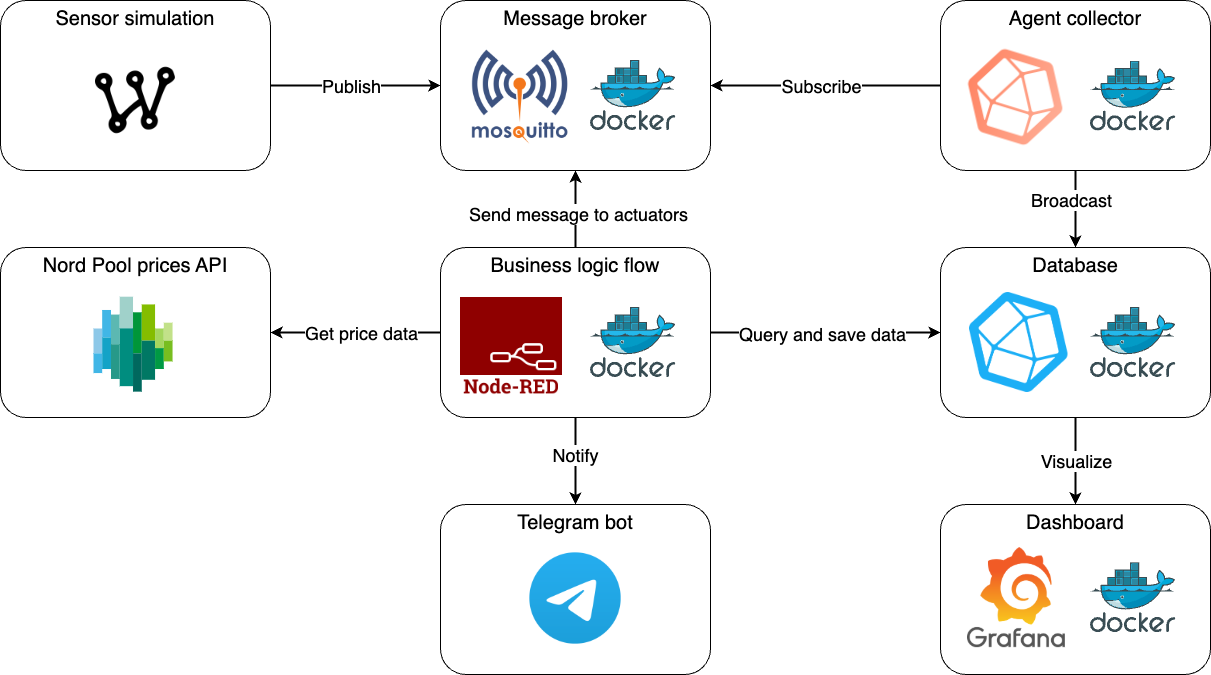 Sensor simulation
Message broker
Agent collector
Publish
mosquitto
docker
Subscribe
docker
Send message to actuators
Broadcast
Nord Pool prices API
Business logic flow
Database
Get price data
Node-RED
docker
Query and save data
docker
Notify
Visualize
Telegram bot
Dashboard
Grafana
docker